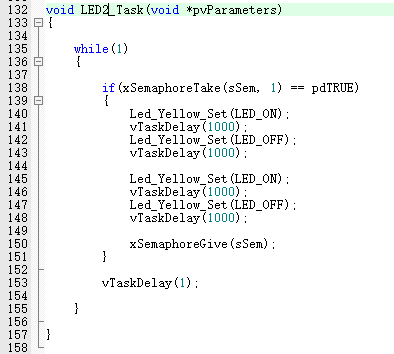 132 void LED2_Task(void *pvParameters)
133 {
134
135 while(1)
136 {
137
138 if(xSemaphoreTake(sSem, 1) == pdTRUE)
139 {
140 Led_Yellow_Set(LED_ON);
141 vTaskDelay(1000);
142 Led_Yellow_Set(LED_OFF);
143 vTaskDelay(1000);
144
145 Led_Yellow_Set(LED_ON);
146 vTaskDelay(1000);
147 Led_Yellow_Set(LED_OFF);
148 vTaskDelay(1000);
149
150 xSemaphoreGive(sSem);
151 }
152
153 vTaskDelay(1);
154
155 }
156
157 }
158